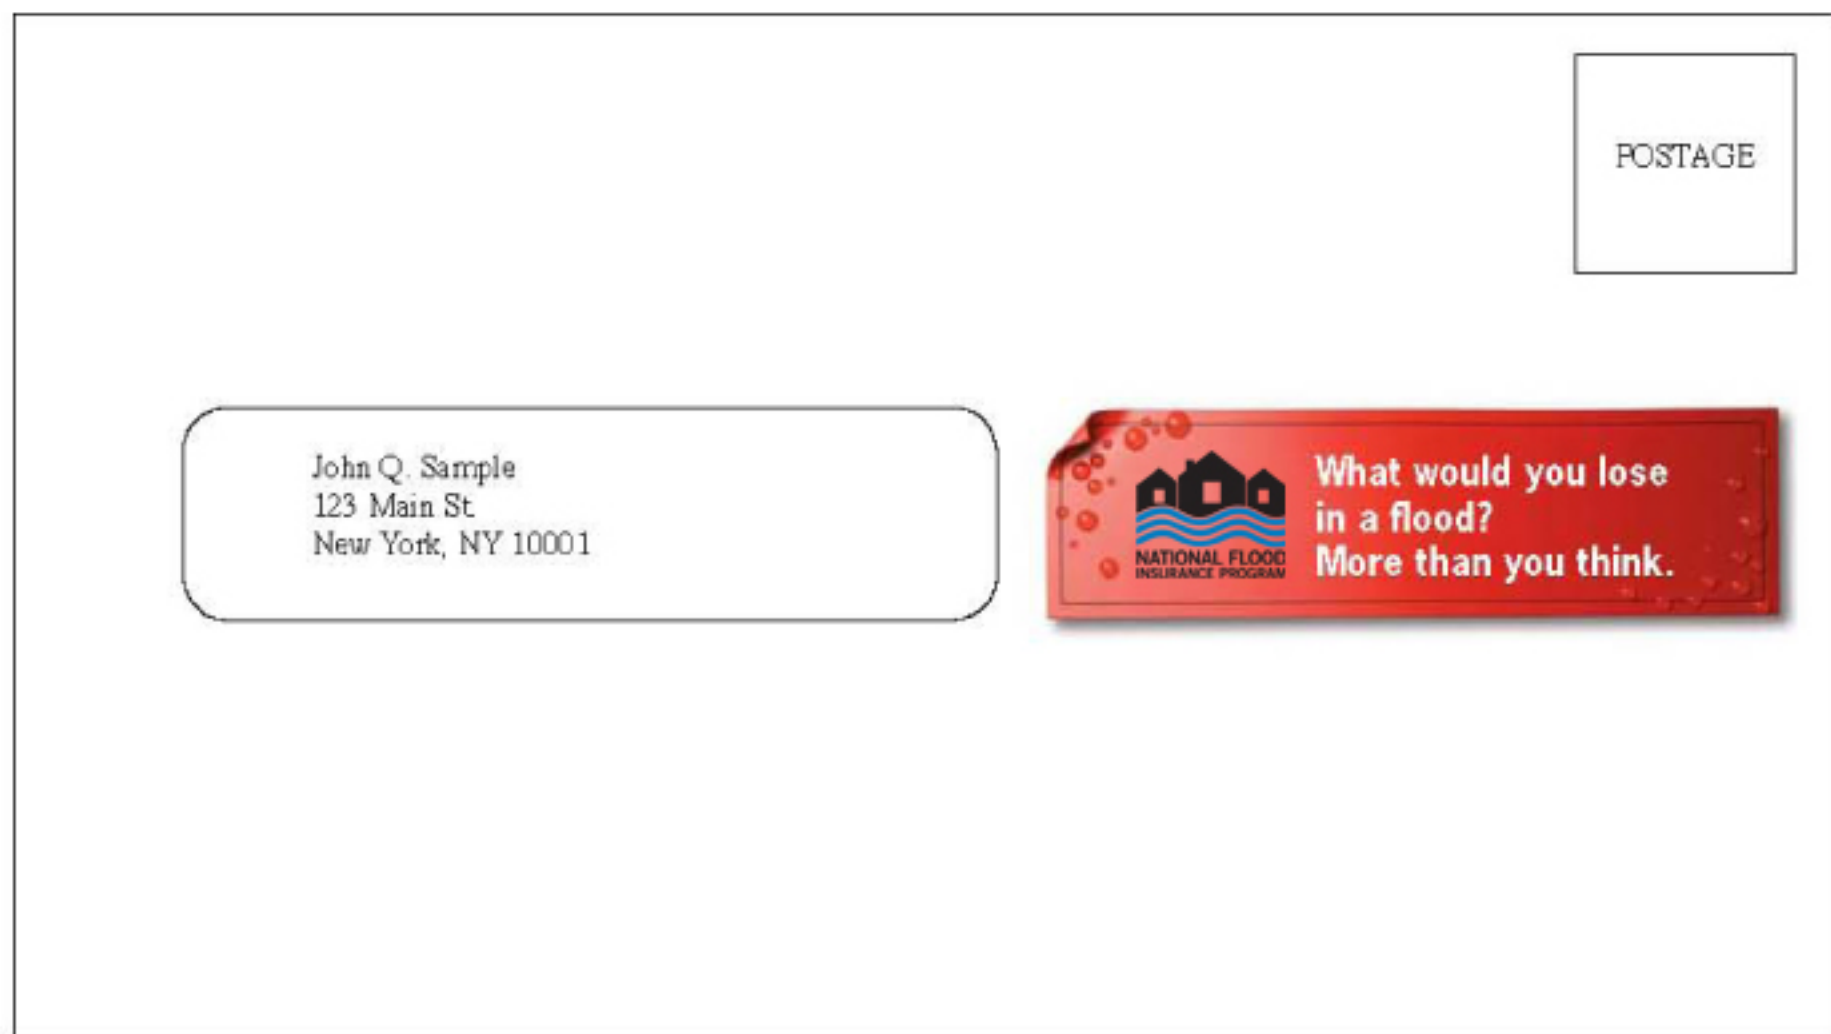 POSTAGE
John Q. Sample
123 Main St
New York, NY 10001
NATIONAL FLOOD
INSURANCE PROGRAM
What would you lose
in a flood?
More than you think.